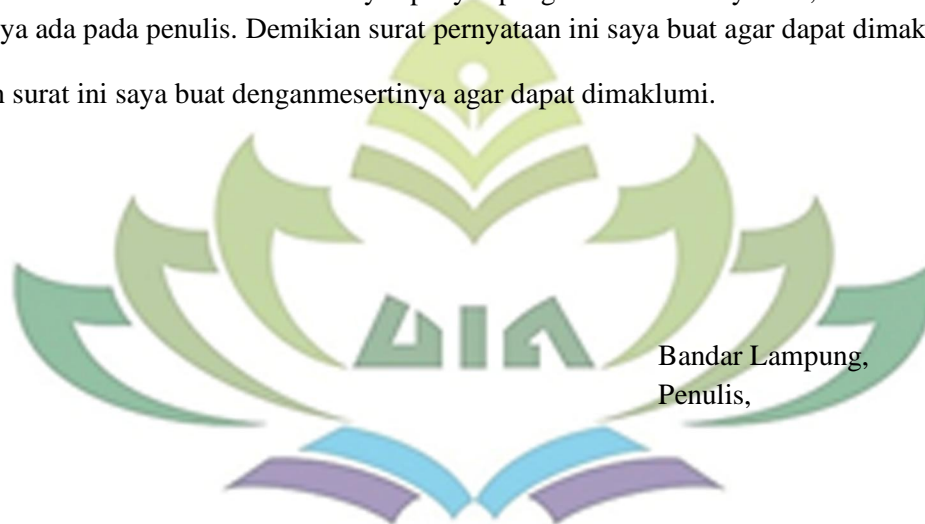 ya ada pada penulis. Demikian surat pernyataan ini saya buat agar dapat dimak
n surat ini saya buat denganmesertinya agar dapat dimaklumi.
UIN
Bandar Lampung,
Penulis,